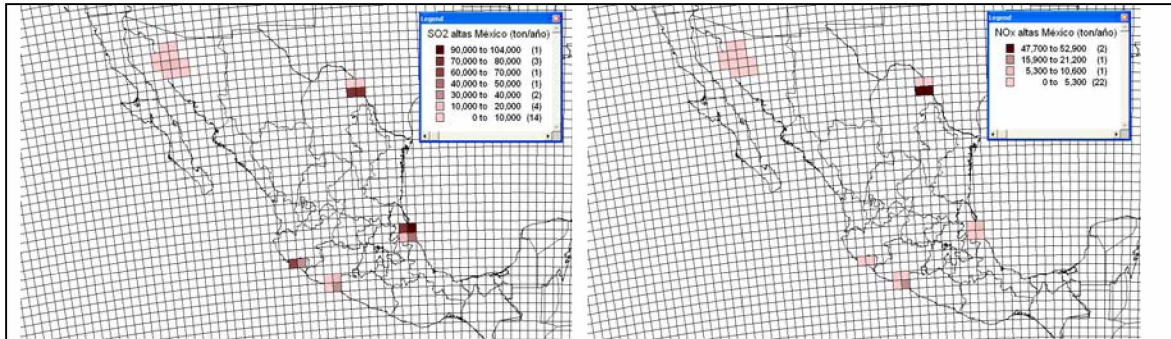 Legend
SO2 altas México (ton/año)
90,000 to 104,000 (1)
70,000 to 80,000 (3)
60,000 to 70,000 (1)
40,000 to 50,000 (1)
30,000 to 40,000 (2)
10,000 to 20,000 (4)
0 to 10,000 (14)
Legend
NOx altas México (ton/año)
47,700 to 52,900 (2)
15,900 to 21,200 (1)
5,300 to 10,600 (1)
0 to 5,300 (22)